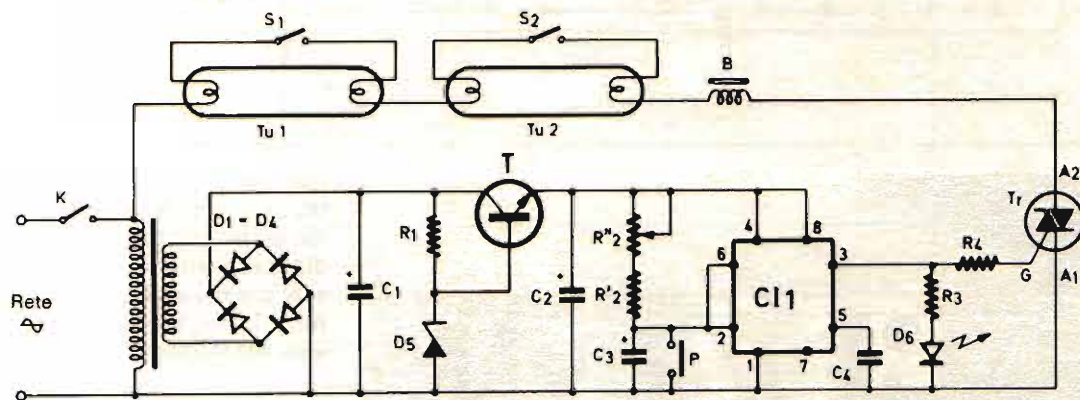 S1
S2
B
Tu 1
Tu 2
T
A2
Tr
K
D1 - D4
R1
R"2
4
8
6
3
R4
G
A1
Rete
C1
C2
R'2
CI1
R3
D5
2
5
D6
C3
P
1
7
C4